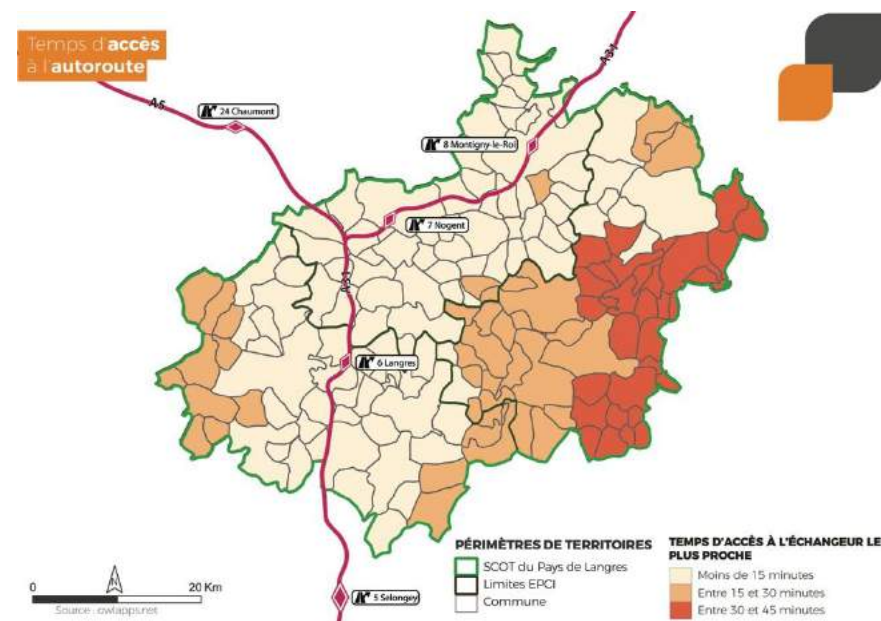 Temps d'accès
à l'autoroute
A5
24 Chaumont
A31
8 Montigny-le-Roi
7 Nogent
A31
6 Langres
5 Selongey
0 20 Km
Source : owlapps.net
PÉRIMÈTRES DE TERRITOIRES
SCOT du Pays de Langres
Limites EPCI
Commune
TEMPS D'ACCÈS À L'ÉCHANGEUR LE
PLUS PROCHE
Moins de 15 minutes
Entre 15 et 30 minutes
Entre 30 et 45 minutes